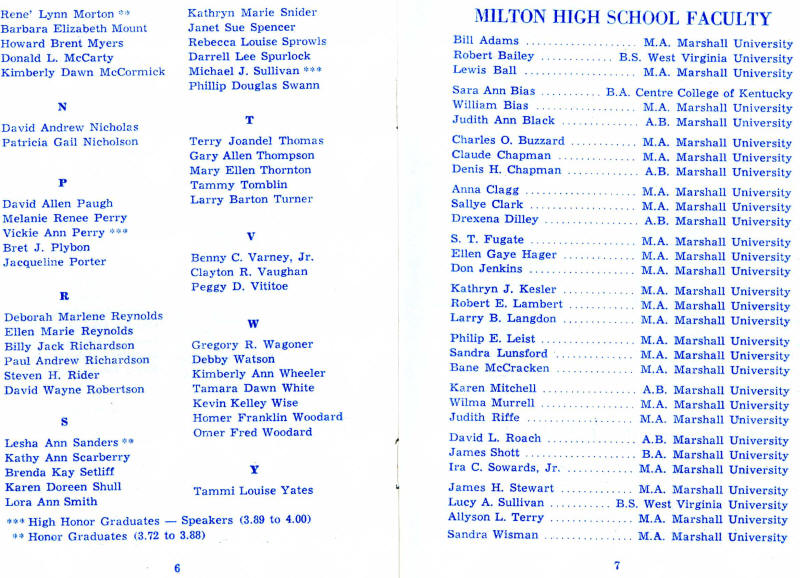 Rene' Lynn Morton **
Barbara Elizabeth Mount
Howard Brent Myers
Donald L. McCarty
Kimberly Dawn McCormick
N
David Andrew Nicholas
Patricia Gail Nicholson
P
David Allen Paugh
Melanie Renee Perry
Vickie Ann Perry ***
Bret J. Plybon
Jacqueline Porter
R
Deborah Marlene Reynolds
Ellen Marie Reynolds
Billy Jack Richardson
Paul Andrew Richardson
Steven H. Rider
David Wayne Robertson
S
Lesha Ann Sanders **
Kathy Ann Scarberry
Brenda Kay Setliff
Karen Doreen Shull
Lora Ann Smith
Kathryn Marie Snider
Janet Sue Spencer
Rebecca Louise Sprowls
Darrell Lee Spurlock
Michael J. Sullivan ***
Phillip Douglas Swann
T
Terry Joandel Thomas
Gary Allen Thompson
Mary Ellen Thornton
Tammy Tomblin
Larry Barton Turner
V
Benny C. Varney, Jr.
Clayton R. Vaughan
Peggy D. Vititoe
W
Gregory R. Wagoner
Debby Watson
Kimberly Ann Wheeler
Tamara Dawn White
Kevin Kelley Wise
Homer Franklin Woodard
Omer Fred Woodard
Y
Tammi Louise Yates
*** High Honor Graduates — Speakers (3.89 to 4.00)
** Honor Graduates (3.72 to 3.88)
6
MILTON HIGH SCHOOL FACULTY
Bill Adams ................ M.A. Marshall University
Robert Bailey ............. B.S. West Virginia University
Lewis Ball ................ M.A. Marshall University
Sara Ann Bias ............ B.A. Centre College of Kentucky
William Bias .............. M.A. Marshall University
Judith Ann Black .......... A.B. Marshall University
Charles O. Buzzard ........ M.A. Marshall University
Claude Chapman ............ M.A. Marshall University
Denis H. Chapman .......... A.B. Marshall University
Anna Clagg ................ M.A. Marshall University
Sallye Clark .............. M.A. Marshall University
Drexena Dilley ............ A.B. Marshall University
S. T. Fugate .............. M.A. Marshall University
Ellen Gaye Hager .......... M.A. Marshall University
Don Jenkins ............... M.A. Marshall University
Kathryn J. Kesler ......... M.A. Marshall University
Robert E. Lambert ......... M.A. Marshall University
Larry B. Langdon .......... M.A. Marshall University
Philip E. Leist ........... M.A. Marshall University
Sandra Lunsford ........... M.A. Marshall University
Bane McCracken ............ M.A. Marshall University
Karen Mitchell ............ A.B. Marshall University
Wilma Murrell ............. M.A. Marshall University
Judith Riffe .............. M.A. Marshall University
David L. Roach ............ A.B. Marshall University
James Shott ............... B.A. Marshall University
Ira C. Sowards, Jr. ....... M.A. Marshall University
James H. Stewart .......... M.A. Marshall University
Lucy A. Sullivan .......... B.S. West Virginia University
Allyson L. Terry .......... M.A. Marshall University
Sandra Wisman ............. M.A. Marshall University
7